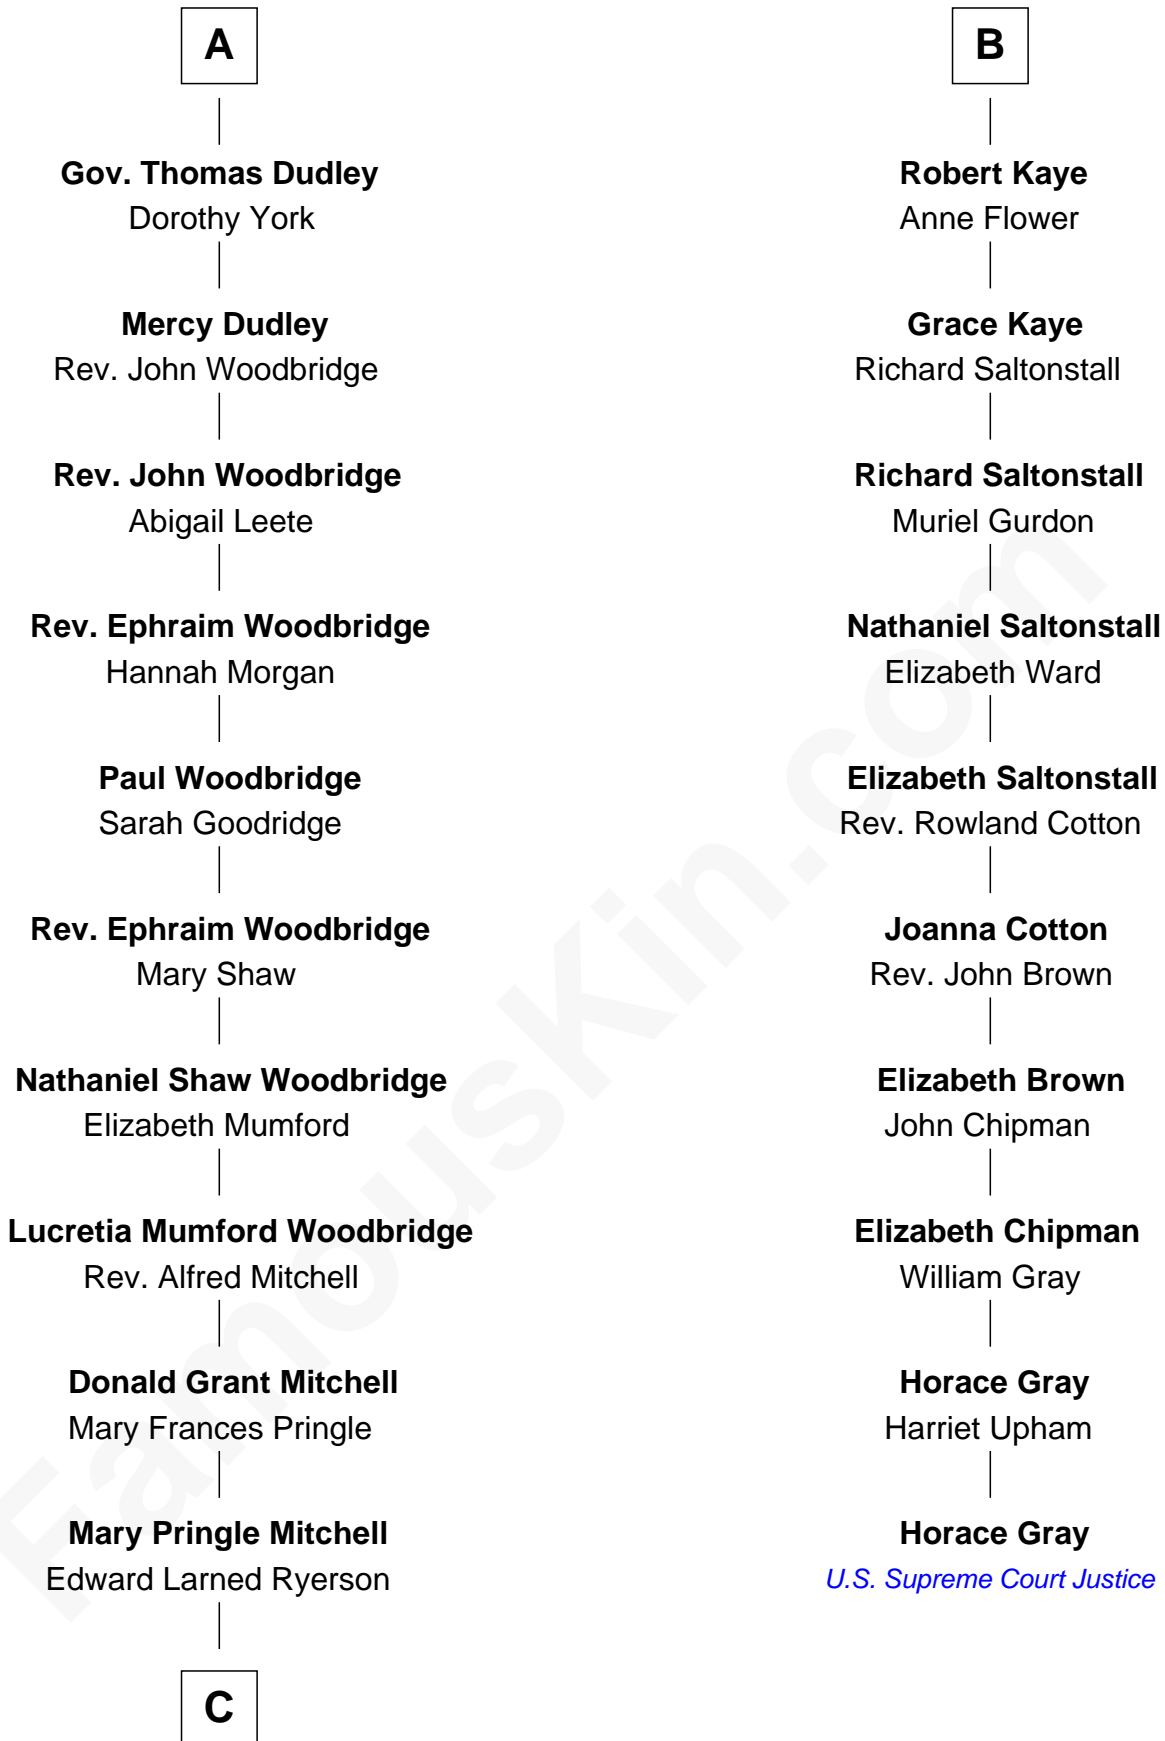 A
Gov. Thomas Dudley
Dorothy York
Mercy Dudley
Rev. John Woodbridge
Rev. John Woodbridge
Abigail Leete
Rev. Ephraim Woodbridge
Hannah Morgan
Paul Woodbridge
Sarah Goodridge
Rev. Ephraim Woodbridge
Mary Shaw
Nathaniel Shaw Woodbridge
Elizabeth Mumford
Lucretia Mumford Woodbridge
Rev. Alfred Mitchell
Donald Grant Mitchell
Mary Frances Pringle
Mary Pringle Mitchell
Edward Larned Ryerson
C
B
Robert Kaye
Anne Flower
Grace Kaye
Richard Saltonstall
Richard Saltonstall
Muriel Gurdon
Nathaniel Saltonstall
Elizabeth Ward
Elizabeth Saltonstall
Rev. Rowland Cotton
Joanna Cotton
Rev. John Brown
Elizabeth Brown
John Chipman
Elizabeth Chipman
William Gray
Horace Gray
Harriet Upham
Horace Gray
U.S. Supreme Court Justice
FamousKin.com